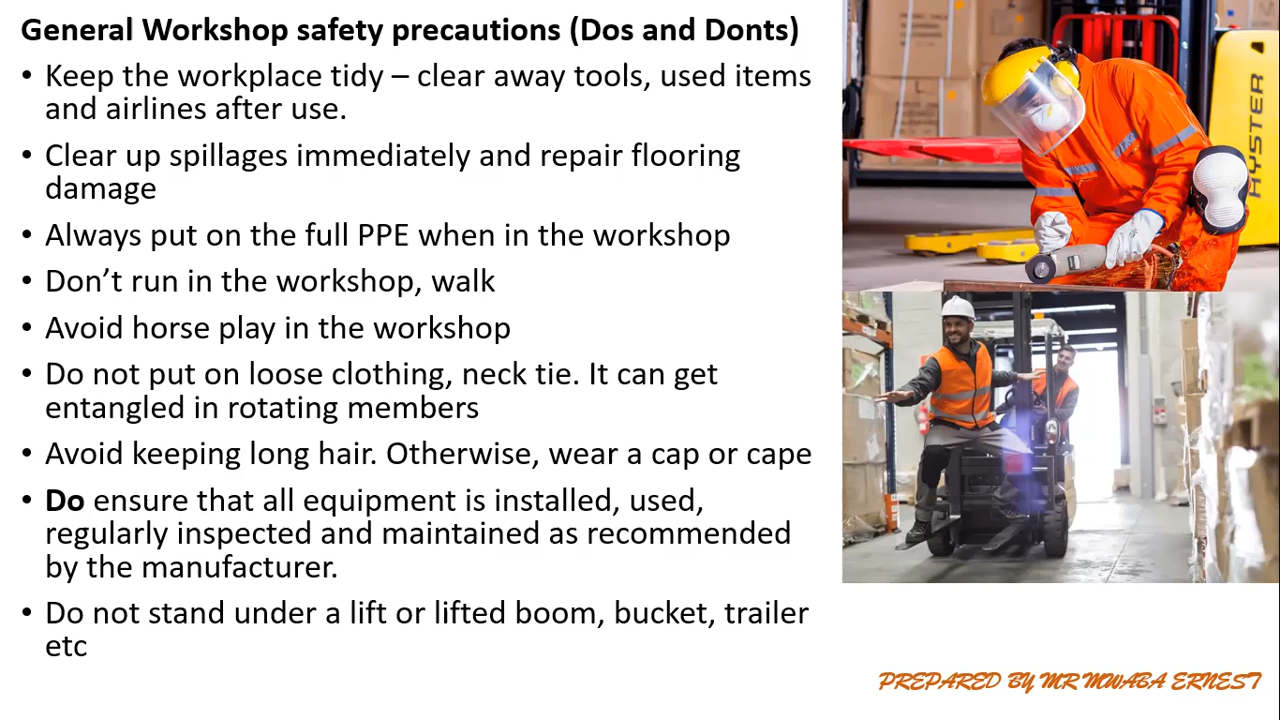 General Workshop safety precautions (Dos and Donts)
• Keep the workplace tidy – clear away tools, used items
and airlines after use.
• Clear up spillages immediately and repair flooring
damage
• Always put on the full PPE when in the workshop
• Don’t run in the workshop, walk
• Avoid horse play in the workshop
• Do not put on loose clothing, neck tie. It can get
entangled in rotating members
• Avoid keeping long hair. Otherwise, wear a cap or cape
• Do ensure that all equipment is installed, used,
regularly inspected and maintained as recommended
by the manufacturer.
• Do not stand under a lift or lifted boom, bucket, trailer
etc
HYSTER
PREPARED BY MR MWABA ERNEST